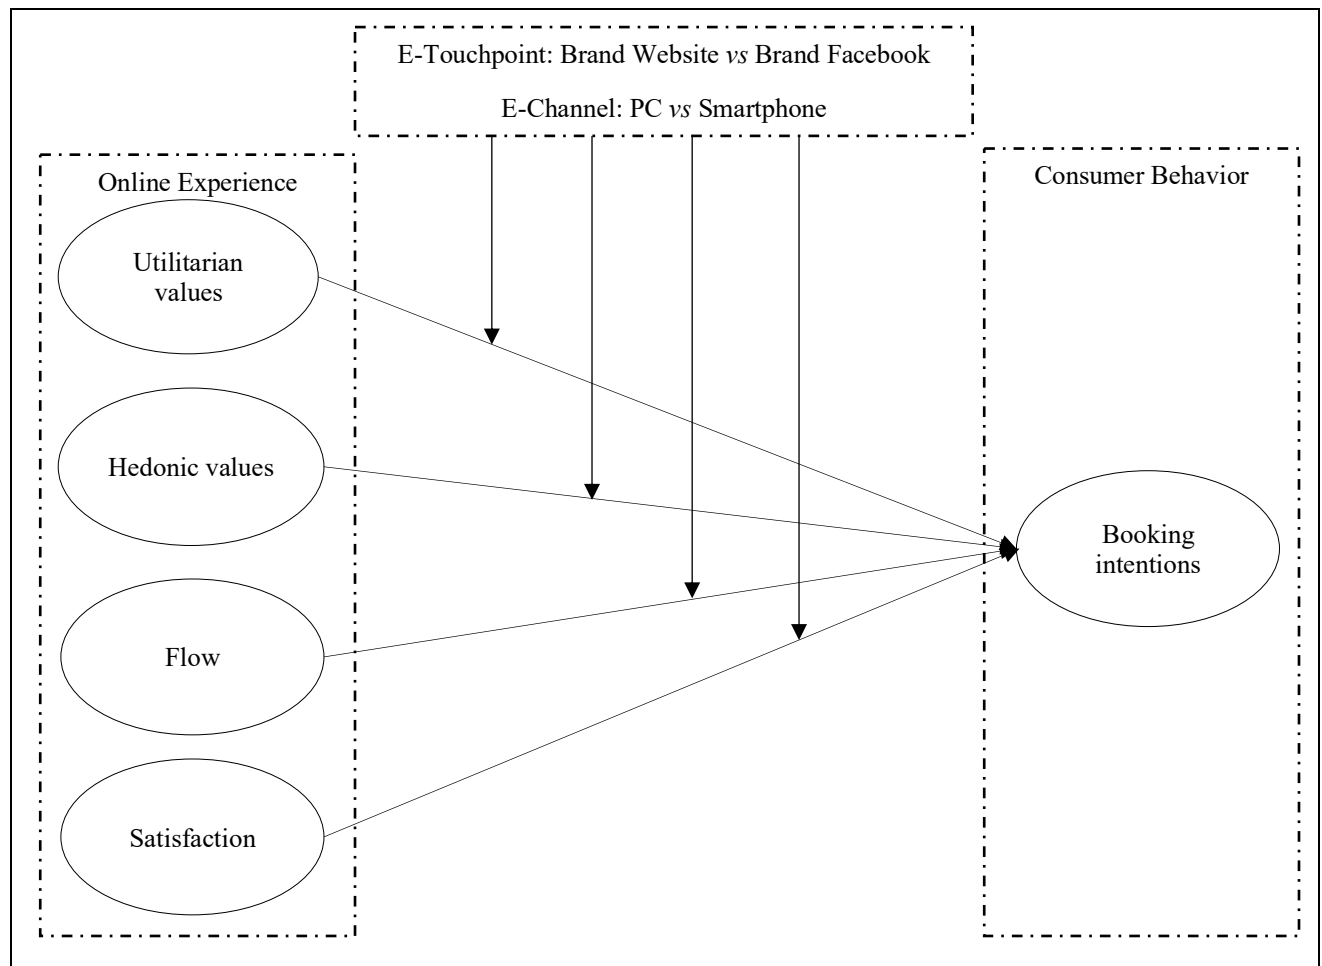 E-Touchpoint: Brand Website vs Brand Facebook
E-Channel: PC vs Smartphone
Online Experience
Utilitarian
values
Hedonic values
Flow
Satisfaction
Consumer Behavior
Booking
intentions